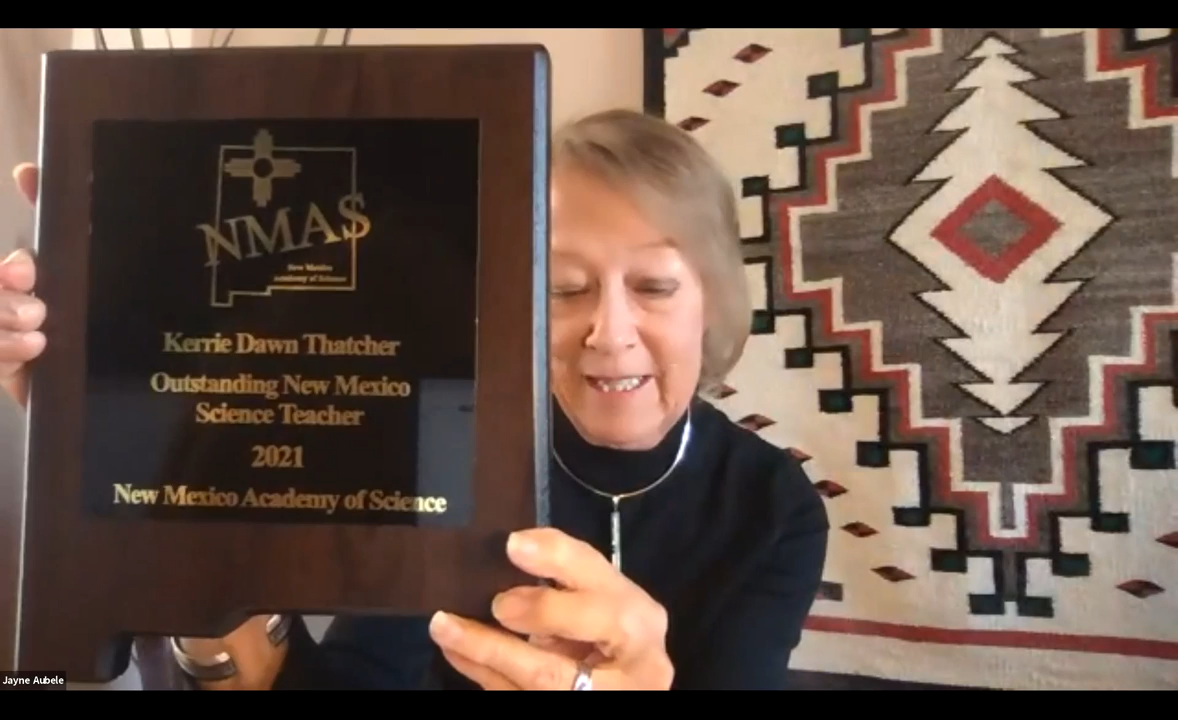 NMAS
New Mexico
Academy of Science
Kerrie Dawn Thatcher
Outstanding New Mexico
Science Teacher
2021
New Mexico Academy of Science
Jayne Aubele